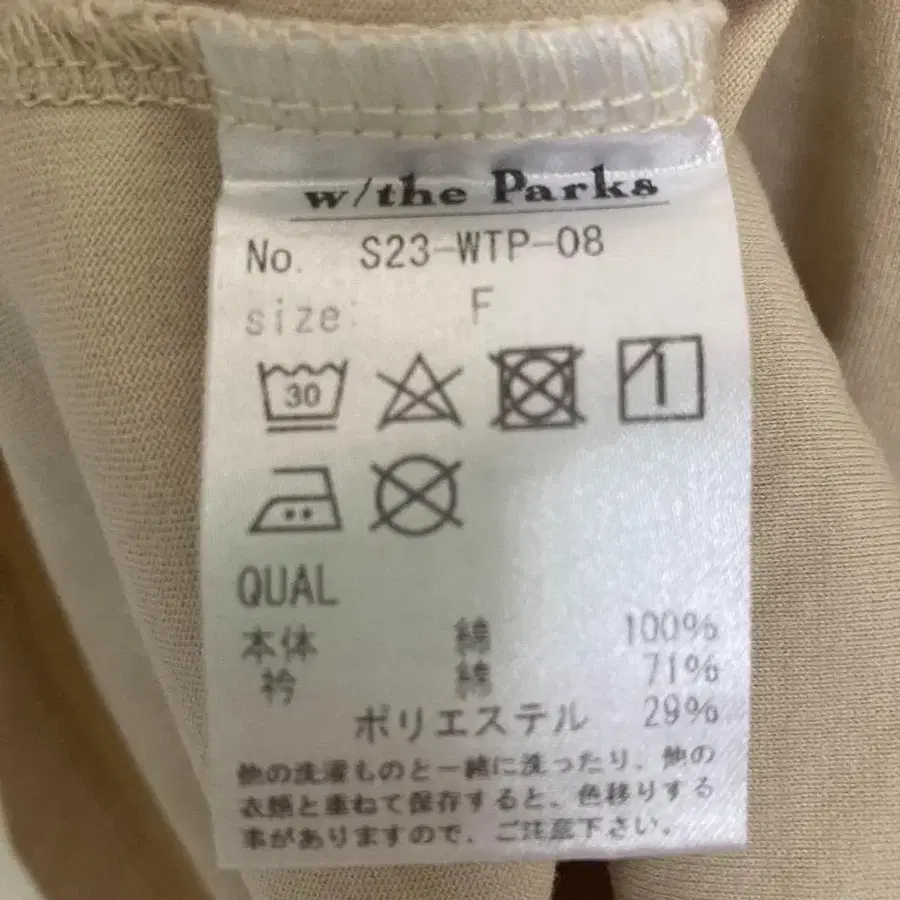 w/the Parks
No. S23-WTP-08
size: F
30
QUAL
本体 綿 100%
衿 綿 71%
ポリエステル 29%
他の洗濯ものと一緒に洗ったり、他の
衣類と重ねて保存すると、色移りする
事がありますので、ご注意下さい。